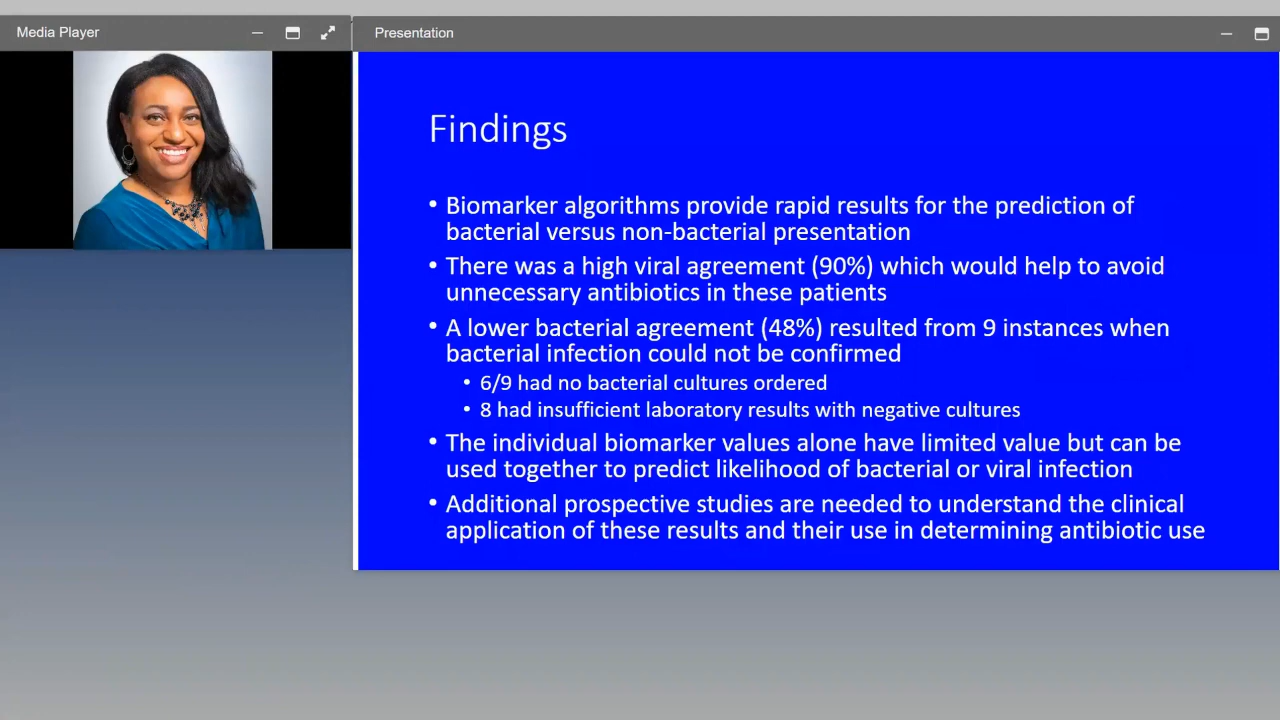 Media Player
Presentation
Findings
• Biomarker algorithms provide rapid results for the prediction of
bacterial versus non-bacterial presentation
• There was a high viral agreement (90%) which would help to avoid
unnecessary antibiotics in these patients
• A lower bacterial agreement (48%) resulted from 9 instances when
bacterial infection could not be confirmed
• 6/9 had no bacterial cultures ordered
• 8 had insufficient laboratory results with negative cultures
• The individual biomarker values alone have limited value but can be
used together to predict likelihood of bacterial or viral infection
• Additional prospective studies are needed to understand the clinical
application of these results and their use in determining antibiotic use